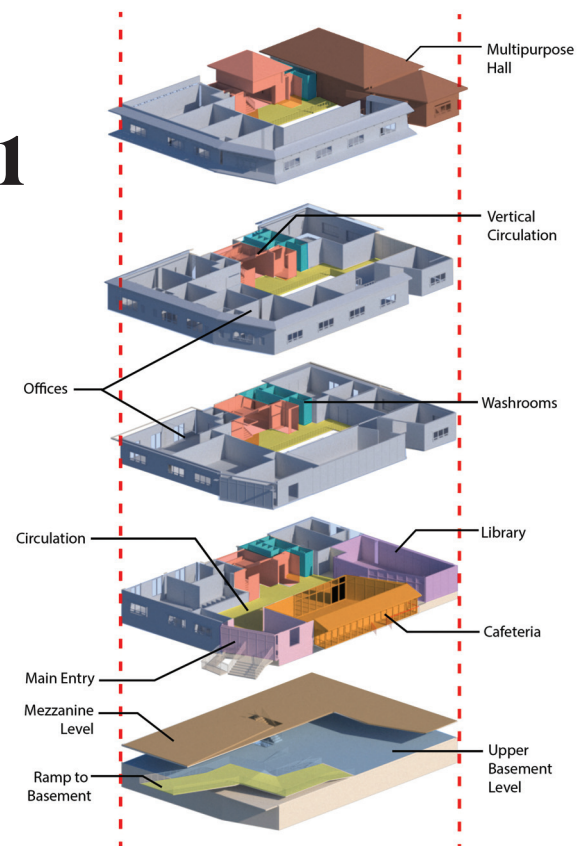 Multipurpose
Hall
1
Vertical
Circulation
Offices
Washrooms
Circulation
Library
Cafeteria
Main Entry
Mezzanine
Level
Upper
Basement
Level
Ramp to
Basement